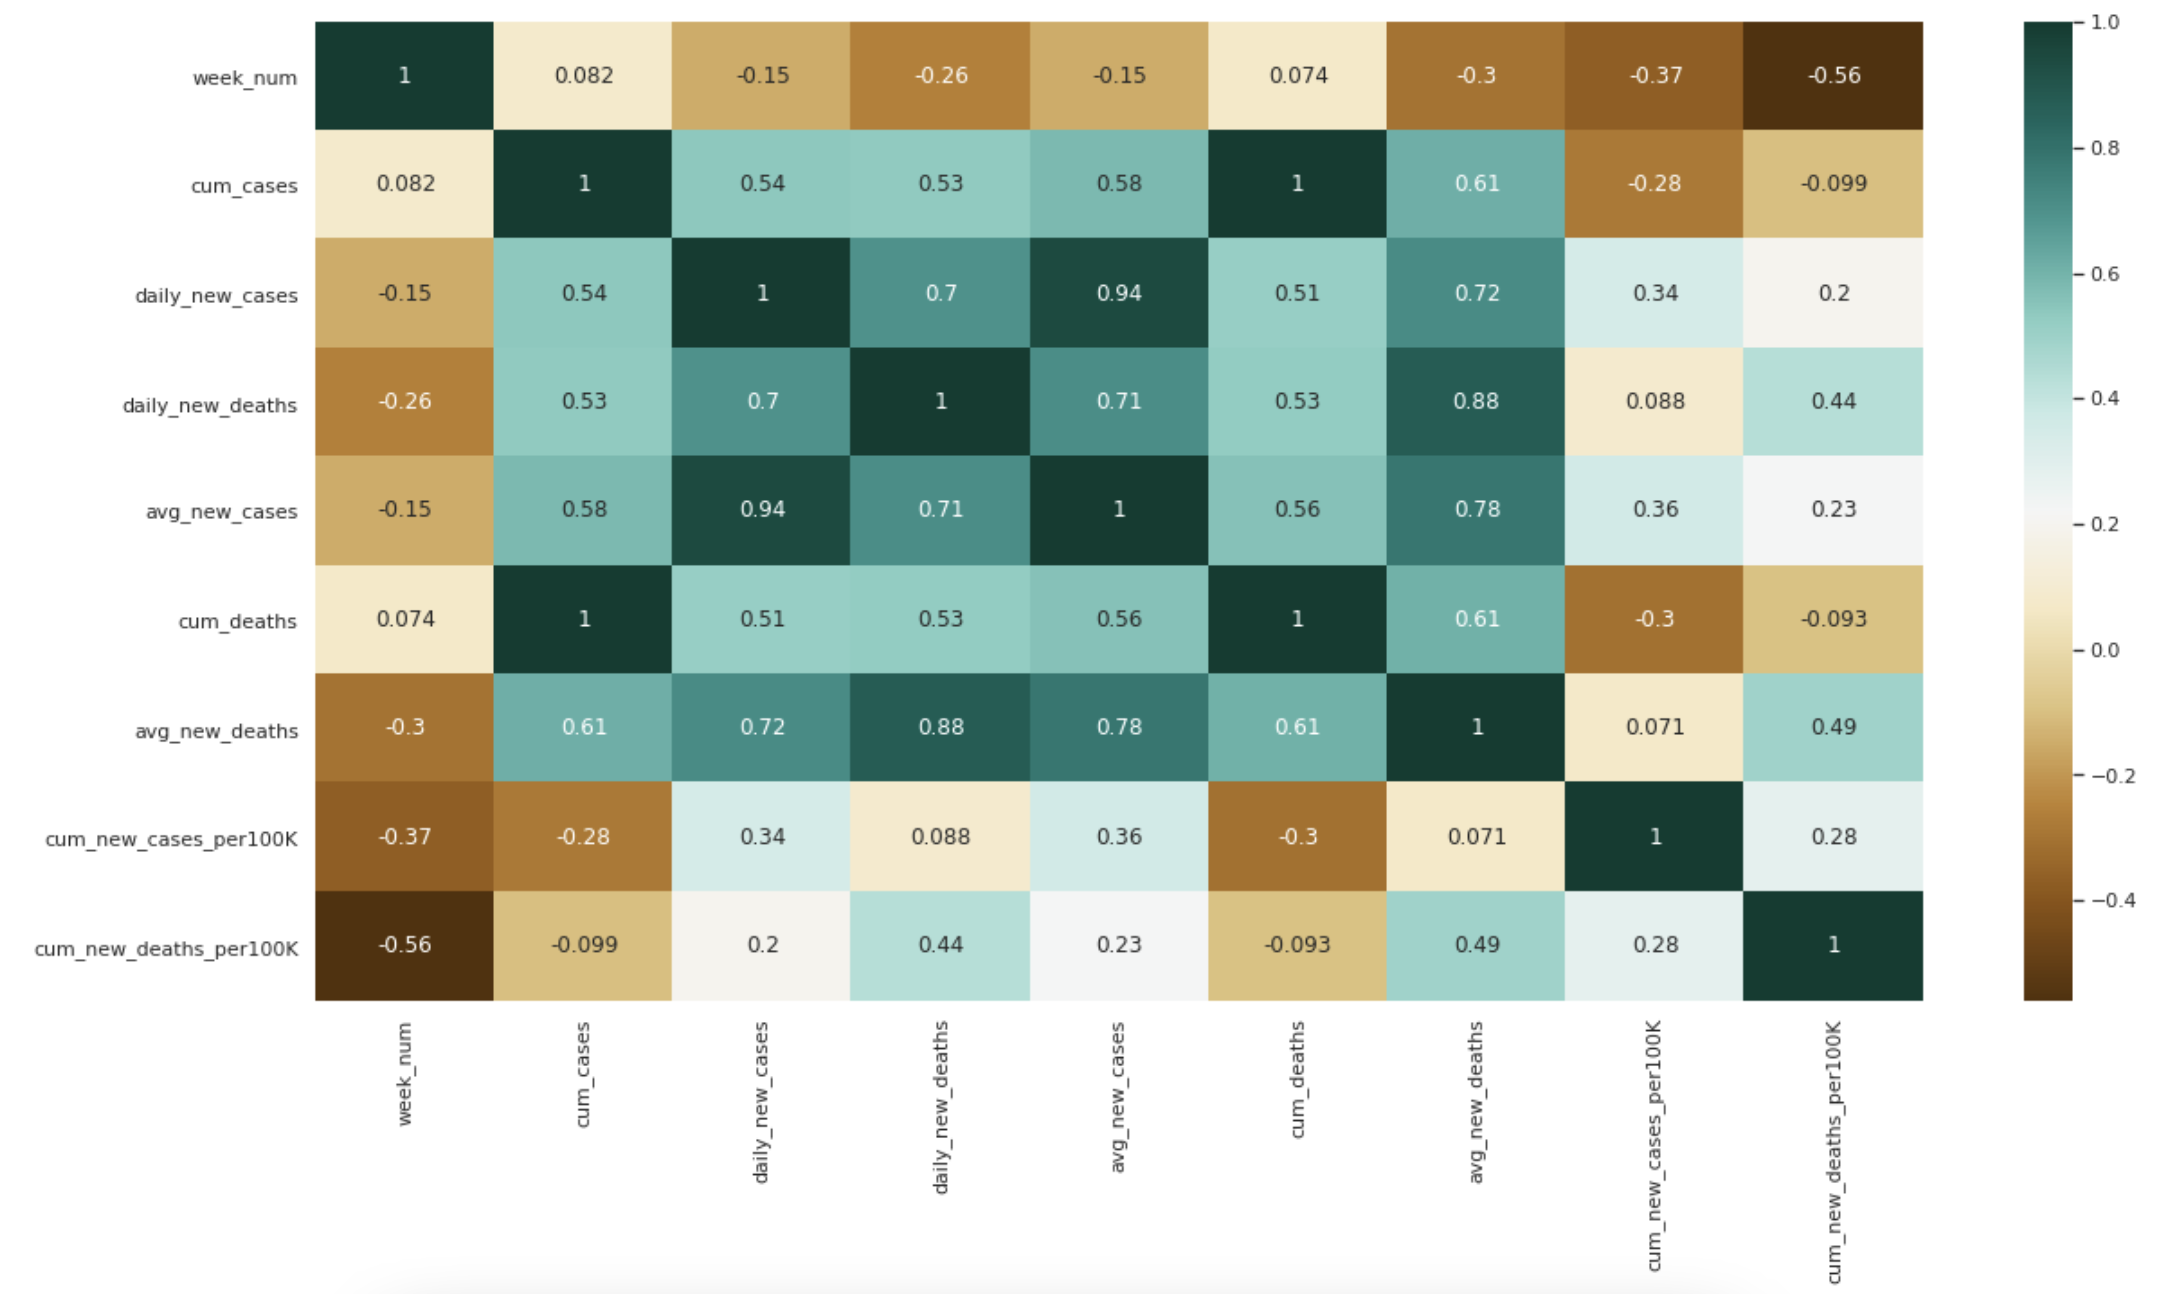 week_num 1 0.082 -0.15 -0.26 -0.15 0.074 -0.3 -0.37 -0.56
cum_cases 0.082 1 0.54 0.53 0.58 1 0.61 -0.28 -0.099
daily_new_cases -0.15 0.54 1 0.7 0.94 0.51 0.72 0.34 0.2
daily_new_deaths -0.26 0.53 0.7 1 0.71 0.53 0.88 0.088 0.44
avg_new_cases -0.15 0.58 0.94 0.71 1 0.56 0.78 0.36 0.23
cum_deaths 0.074 1 0.51 0.53 0.56 1 0.61 -0.3 -0.093
avg_new_deaths -0.3 0.61 0.72 0.88 0.78 0.61 1 0.071 0.49
cum_new_cases_per100K -0.37 -0.28 0.34 0.088 0.36 -0.3 0.071 1 0.28
cum_new_deaths_per100K -0.56 -0.099 0.2 0.44 0.23 -0.093 0.49 0.28 1
week_num
cum_cases
daily_new_cases
daily_new_deaths
avg_new_cases
cum_deaths
avg_new_deaths
cum_new_cases_per100K
cum_new_deaths_per100K
1.0
0.8
0.6
0.4
0.2
0.0
−0.2
−0.4